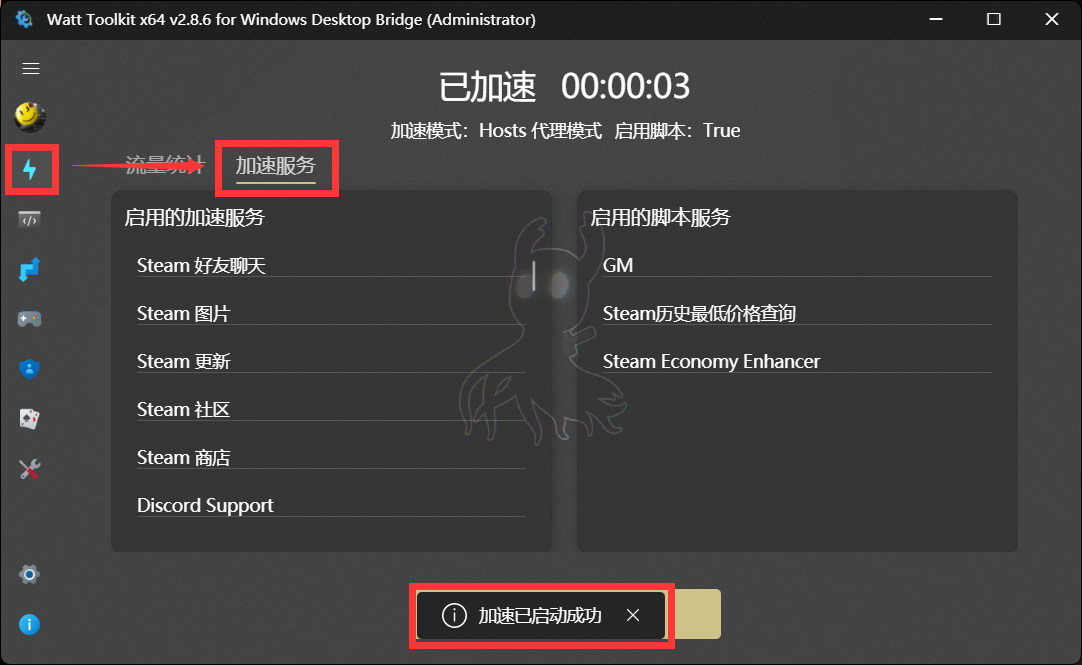 Watt Toolkit x64 v2.8.6 for Windows Desktop Bridge (Administrator)
已加速 00:00:03
加速模式: Hosts 代理模式 启用脚本: True
流量统计 加速服务
启用的加速服务
Steam 好友聊天
Steam 图片
Steam 更新
Steam 社区
Steam 商店
Discord Support
启用的脚本服务
GM
Steam历史最低价格查询
Steam Economy Enhancer
加速已启动成功